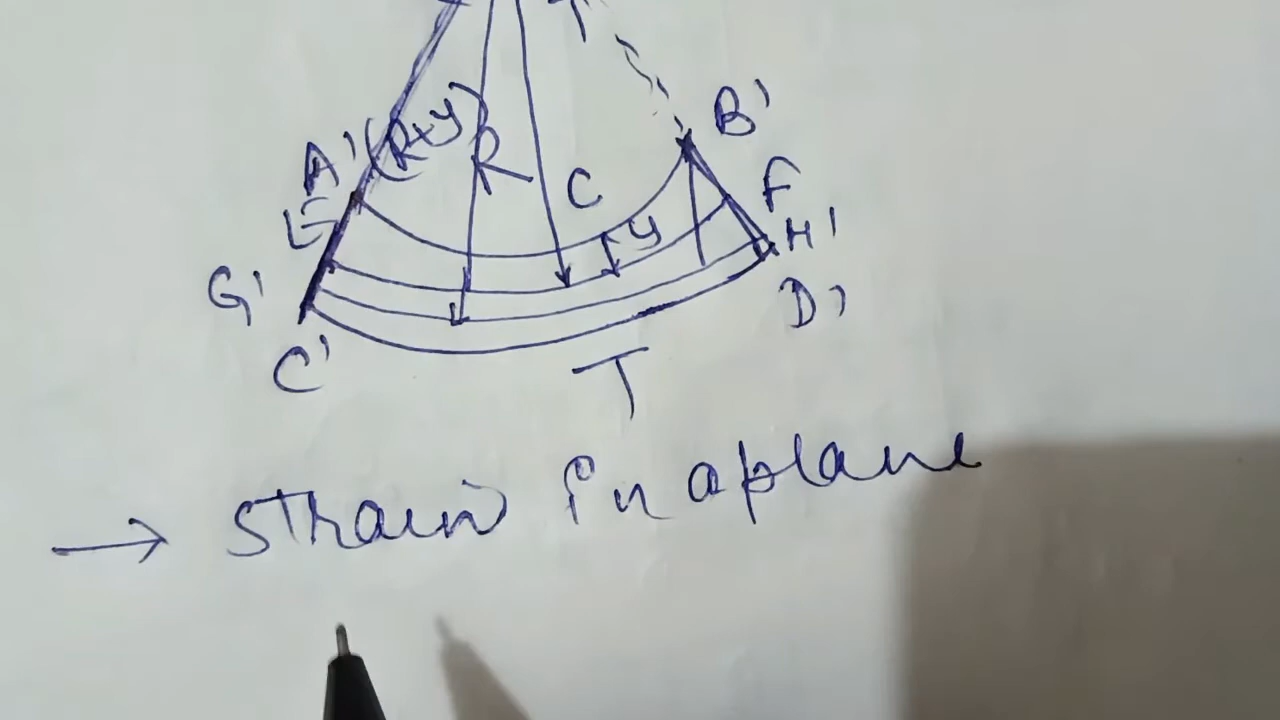 B'
A' (R+y) R
C F
E y H'
G' D'
C' T
→ Strain in a plane